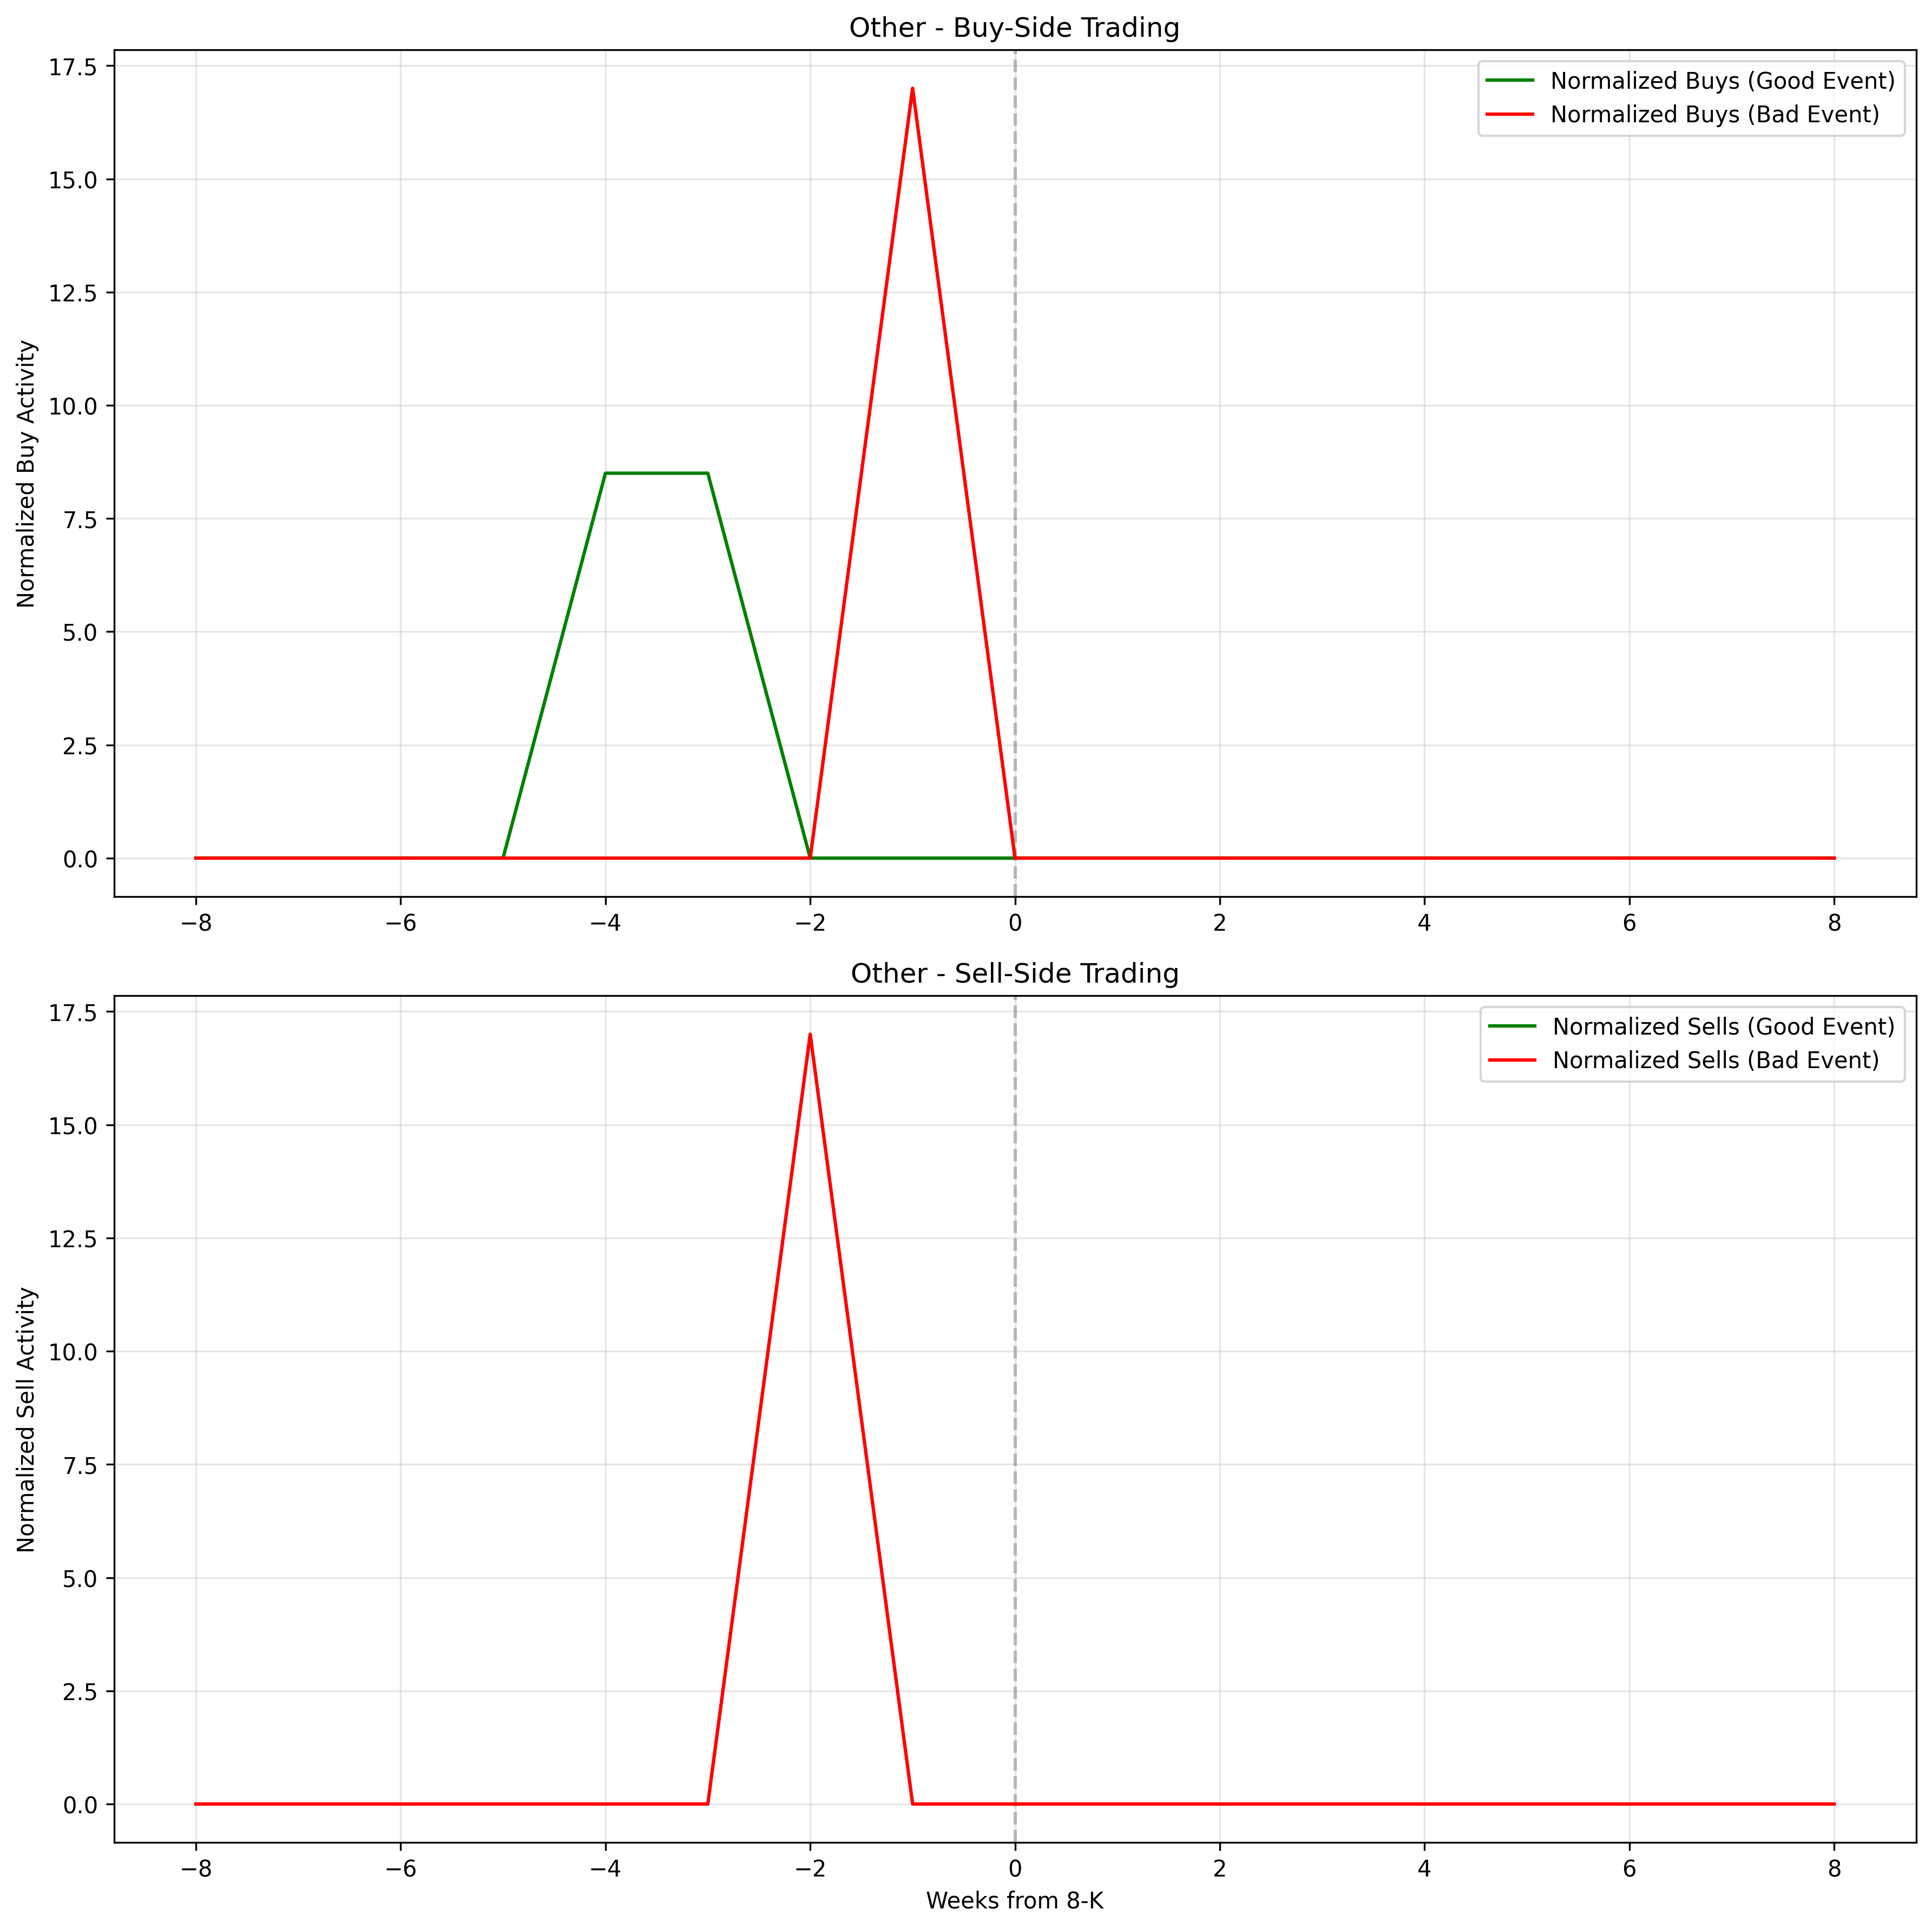 Other - Buy-Side Trading
Normalized Buys (Good Event)
Normalized Buys (Bad Event)
Normalized Buy Activity
17.5
15.0
12.5
10.0
7.5
5.0
2.5
0.0
−8 −6 −4 −2 0 2 4 6 8
Other - Sell-Side Trading
Normalized Sells (Good Event)
Normalized Sells (Bad Event)
Normalized Sell Activity
17.5
15.0
12.5
10.0
7.5
5.0
2.5
0.0
−8 −6 −4 −2 0 2 4 6 8
Weeks from 8-K